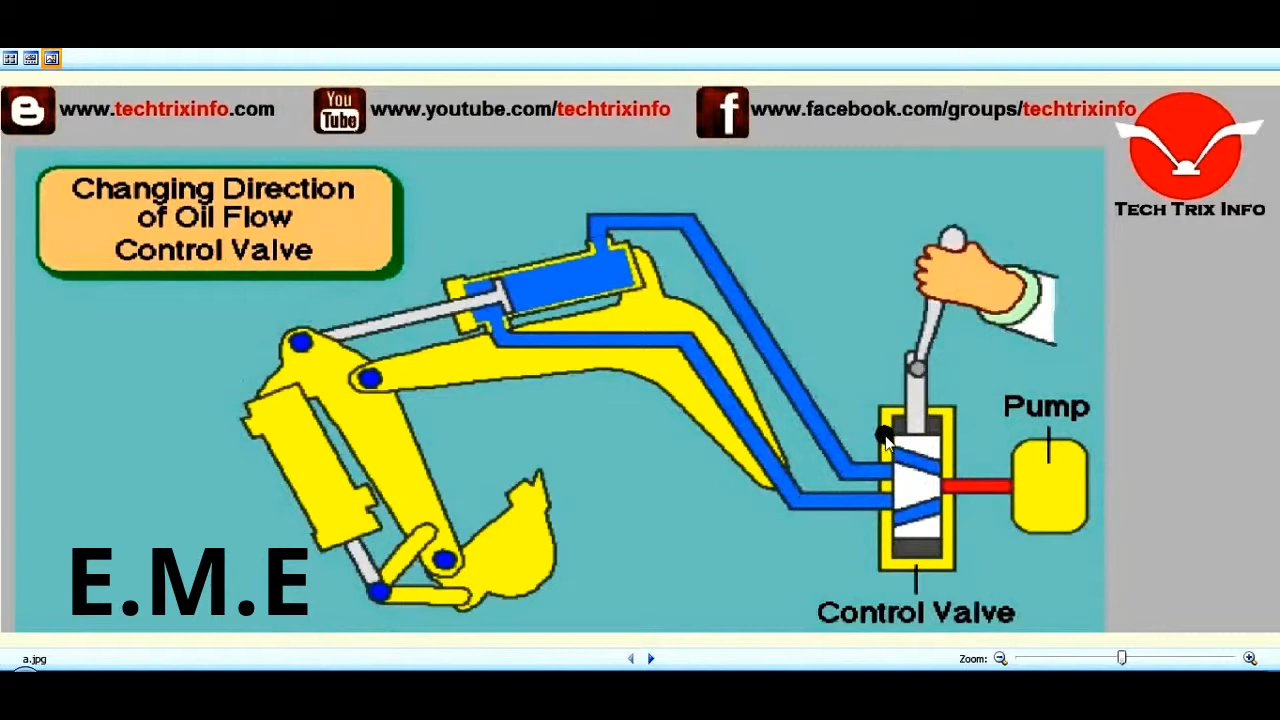 www.techtrixinfo.com
You
Tube
www.youtube.com/techtrixinfo
f
www.facebook.com/groups/techtrixinfo
TECH TRIX INFO
Changing Direction
of Oil Flow
Control Valve
Pump
E.M.E
Control Valve
a.jpg
Zoom: